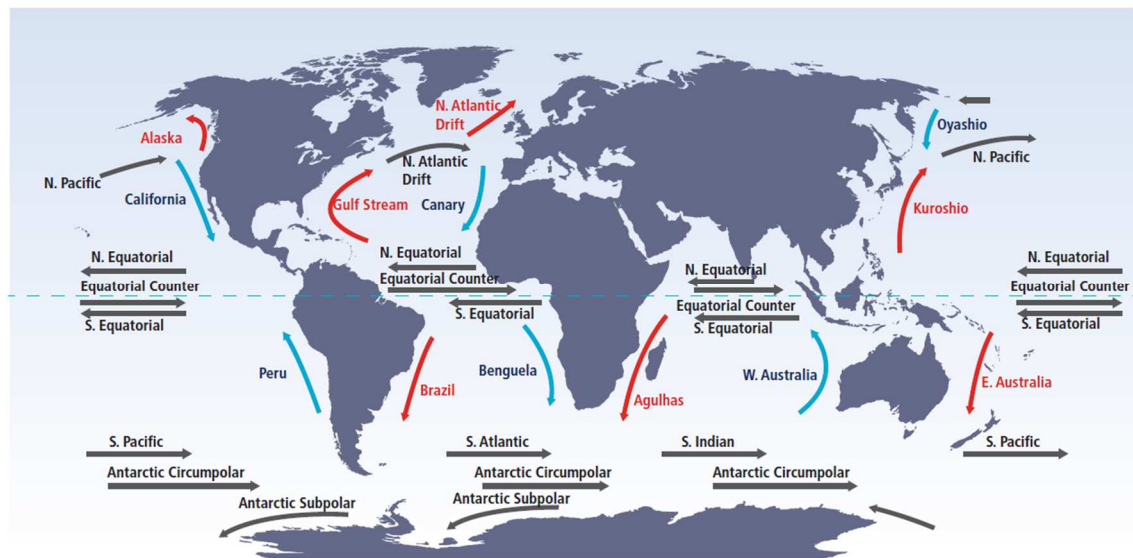 N. Atlantic
Drift
Alaska
Oyashio
N. Pacific
N. Atlantic
Drift
N. Pacific
California
Gulf Stream
Canary
Kuroshio
N. Equatorial
Equatorial Counter
S. Equatorial
N. Equatorial
Equatorial Counter
S. Equatorial
N. Equatorial
Equatorial Counter
S. Equatorial
N. Equatorial
Equatorial Counter
S. Equatorial
Peru
Brazil
Benguela
Agulhas
W. Australia
E. Australia
S. Pacific
S. Atlantic
S. Indian
S. Pacific
Antarctic Circumpolar
Antarctic Circumpolar
Antarctic Circumpolar
Antarctic Subpolar
Antarctic Subpolar